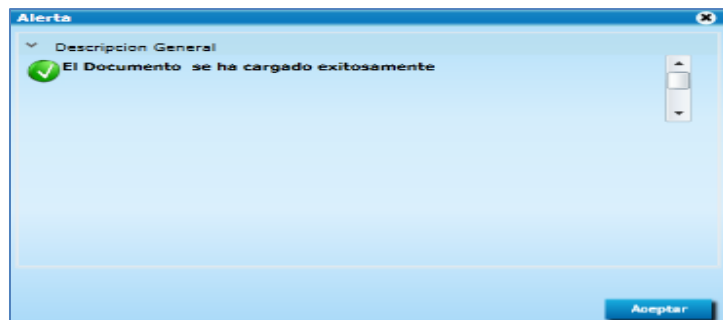 Alerta
Descripcion General
El Documento se ha cargado exitosamente
Aceptar